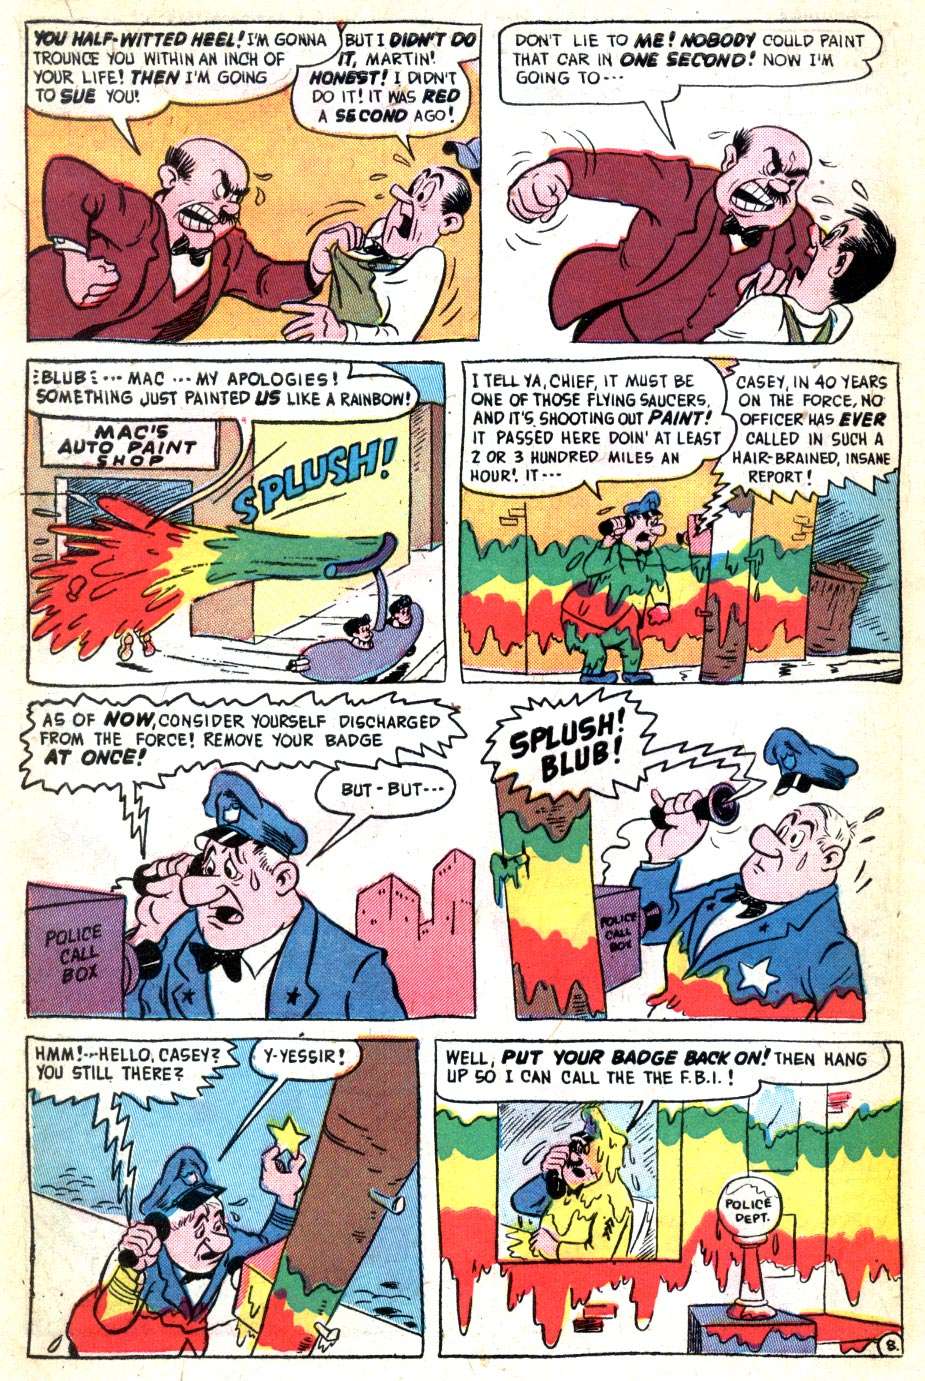 YOU HALF-WITTED HEEL! I'M GONNA
TROUNCE YOU WITHIN AN INCH OF
YOUR LIFE! THEN I'M GOING
TO SUE YOU!
BUT I DIDN'T DO
IT, MARTIN!
HONEST! I DIDN'T
DO IT! IT WAS RED
A SECOND AGO!
DON'T LIE TO ME! NOBODY COULD PAINT
THAT CAR IN ONE SECOND! NOW I'M
GOING TO---
BLUB ··· MAC ··· MY APOLOGIES!
SOMETHING JUST PAINTED US LIKE A RAINBOW!
MAC'S
AUTO PAINT
SHOP
SPLUSH!
I TELL YA, CHIEF, IT MUST BE
ONE OF THOSE FLYING SAUCERS,
AND IT'S SHOOTING OUT PAINT!
IT PASSED HERE DOIN' AT LEAST
2 OR 3 HUNDRED MILES AN
HOUR! IT---
CASEY, IN 40 YEARS
ON THE FORCE, NO
OFFICER HAS EVER
CALLED IN SUCH A
HAIR-BRAINED, INSANE
REPORT!
AS OF NOW, CONSIDER YOURSELF DISCHARGED
FROM THE FORCE! REMOVE YOUR BADGE
AT ONCE!
BUT-BUT---
POLICE
CALL
BOX
SPLUSH!
BLUB!
POLICE
CALL
BOX
HMM!--HELLO, CASEY?
YOU STILL THERE?
Y-YESSIR!
WELL, PUT YOUR BADGE BACK ON! THEN HANG
UP SO I CAN CALL THE THE F.B.I.!
POLICE
DEPT.
8.